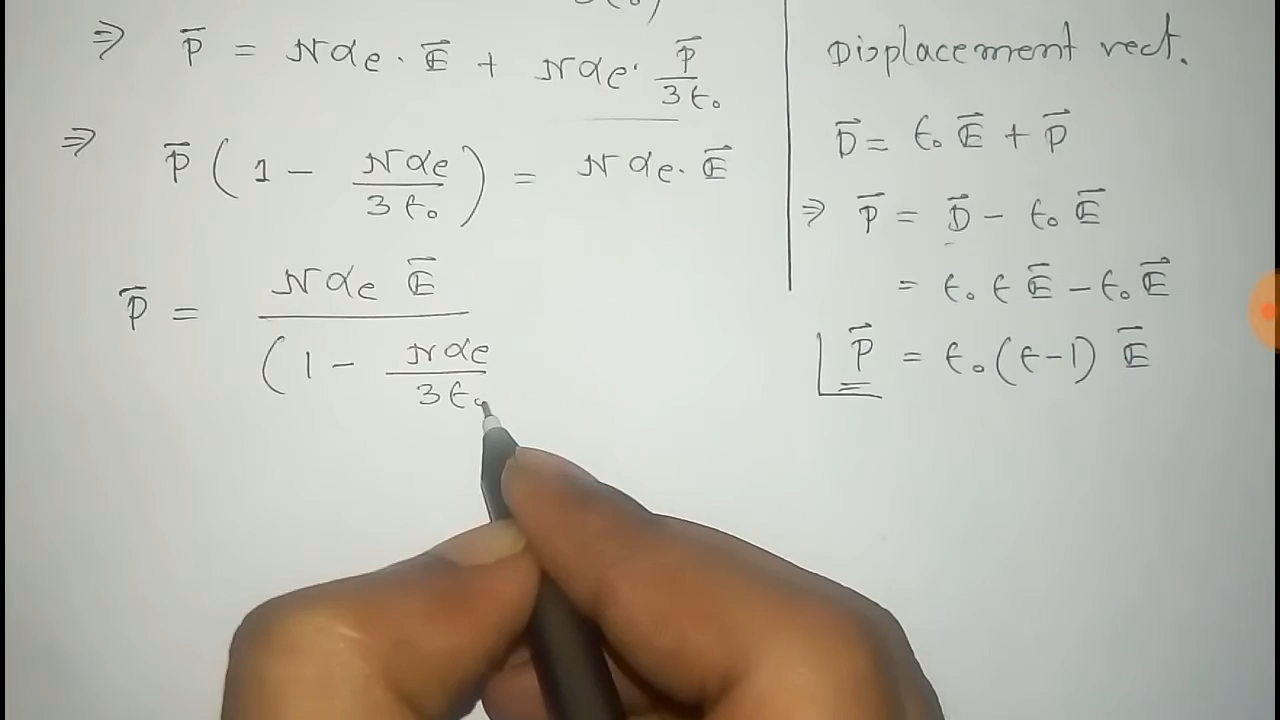 ⇒ P̄ = Nαe · Ē + Nαe · P̄/3ϵ₀
⇒ P̄ (1 − Nαe/3ϵ₀) = Nαe · Ē
P̄ = Nαe Ē / (1 − Nαe/3ϵ₀
Displacement vect.
D̄ = ϵ₀ Ē + P̄
⇒ P̄ = D̄ − ϵ₀ Ē
= ϵ₀ ϵ Ē − ϵ₀ Ē
P̄ = ϵ₀ (ϵ−1) Ē